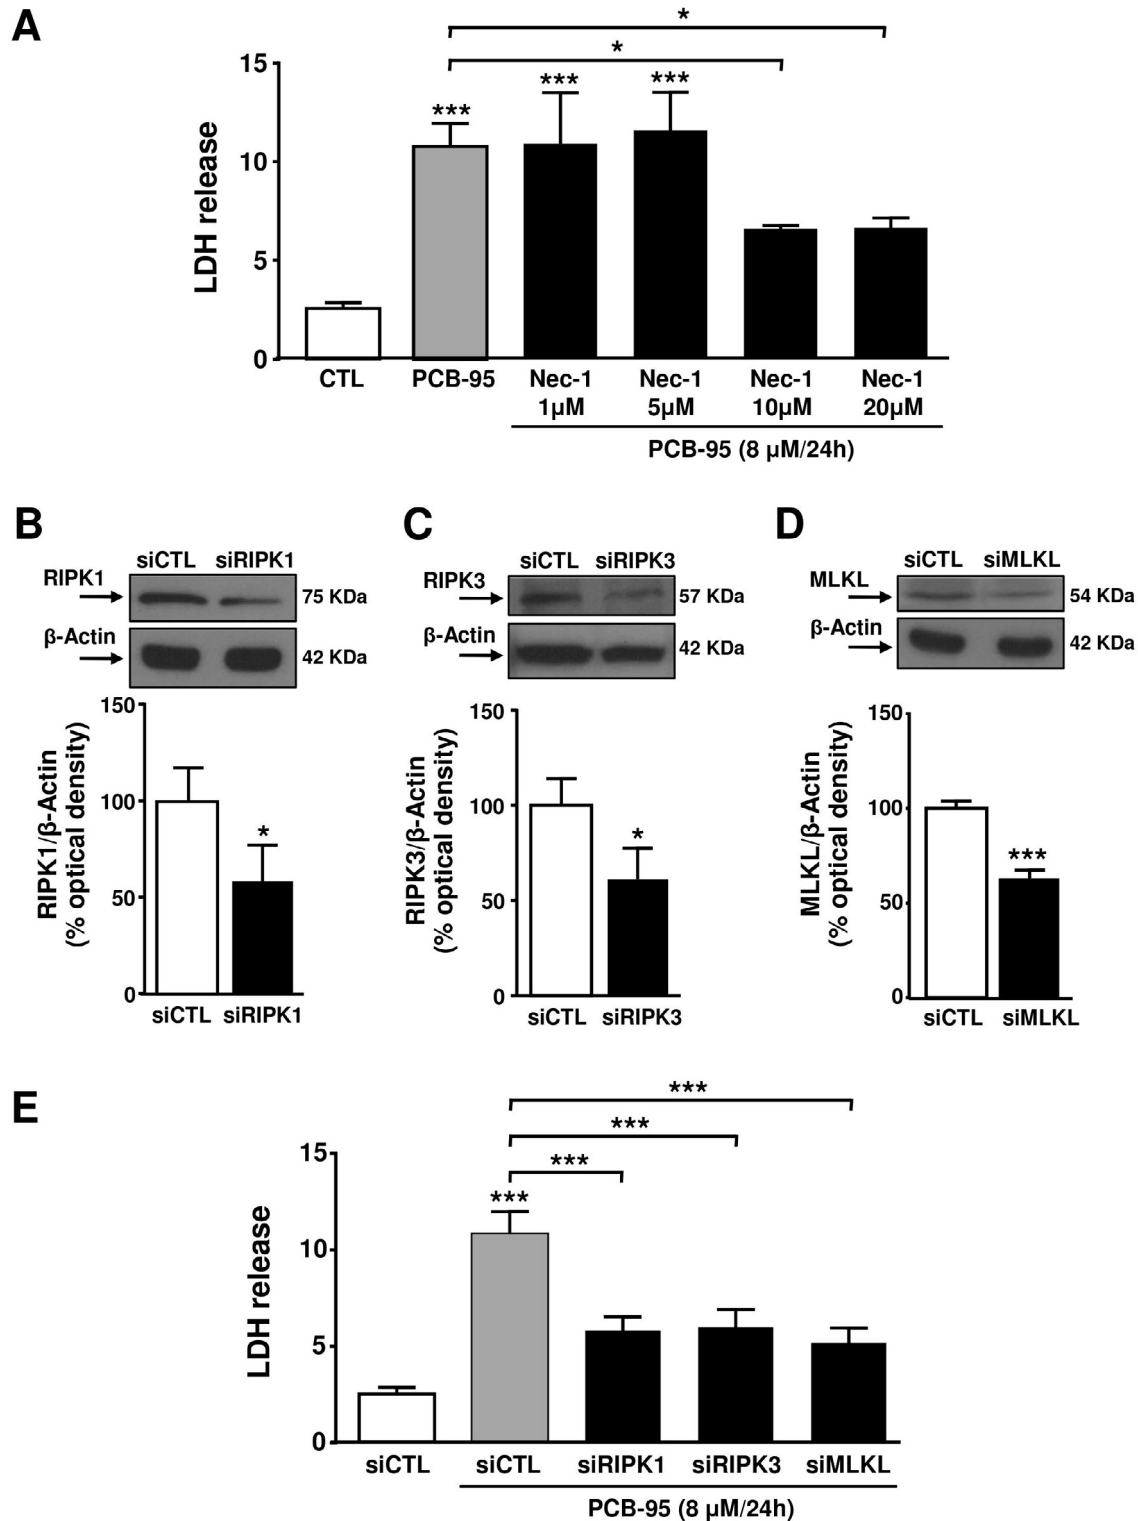 A
*
*
15
10
5
0
LDH release
***
***
***
CTL PCB-95 Nec-1 Nec-1 Nec-1 Nec-1
1µM 5µM 10µM 20µM
PCB-95 (8 µM/24h)
B
siCTL siRIPK1
RIPK1
75 KDa
β-Actin
42 KDa
150
100
50
0
RIPK1/β-Actin
(% optical density)
*
siCTL siRIPK1
C
siCTL siRIPK3
RIPK3
57 KDa
β-Actin
42 KDa
150
100
50
0
RIPK3/β-Actin
(% optical density)
*
siCTL siRIPK3
D
siCTL siMLKL
MLKL
54 KDa
β-Actin
42 KDa
150
100
50
0
MLKL/β-Actin
(% optical density)
***
siCTL siMLKL
E
***
***
***
***
15
10
5
0
LDH release
siCTL siCTL siRIPK1 siRIPK3 siMLKL
PCB-95 (8 µM/24h)